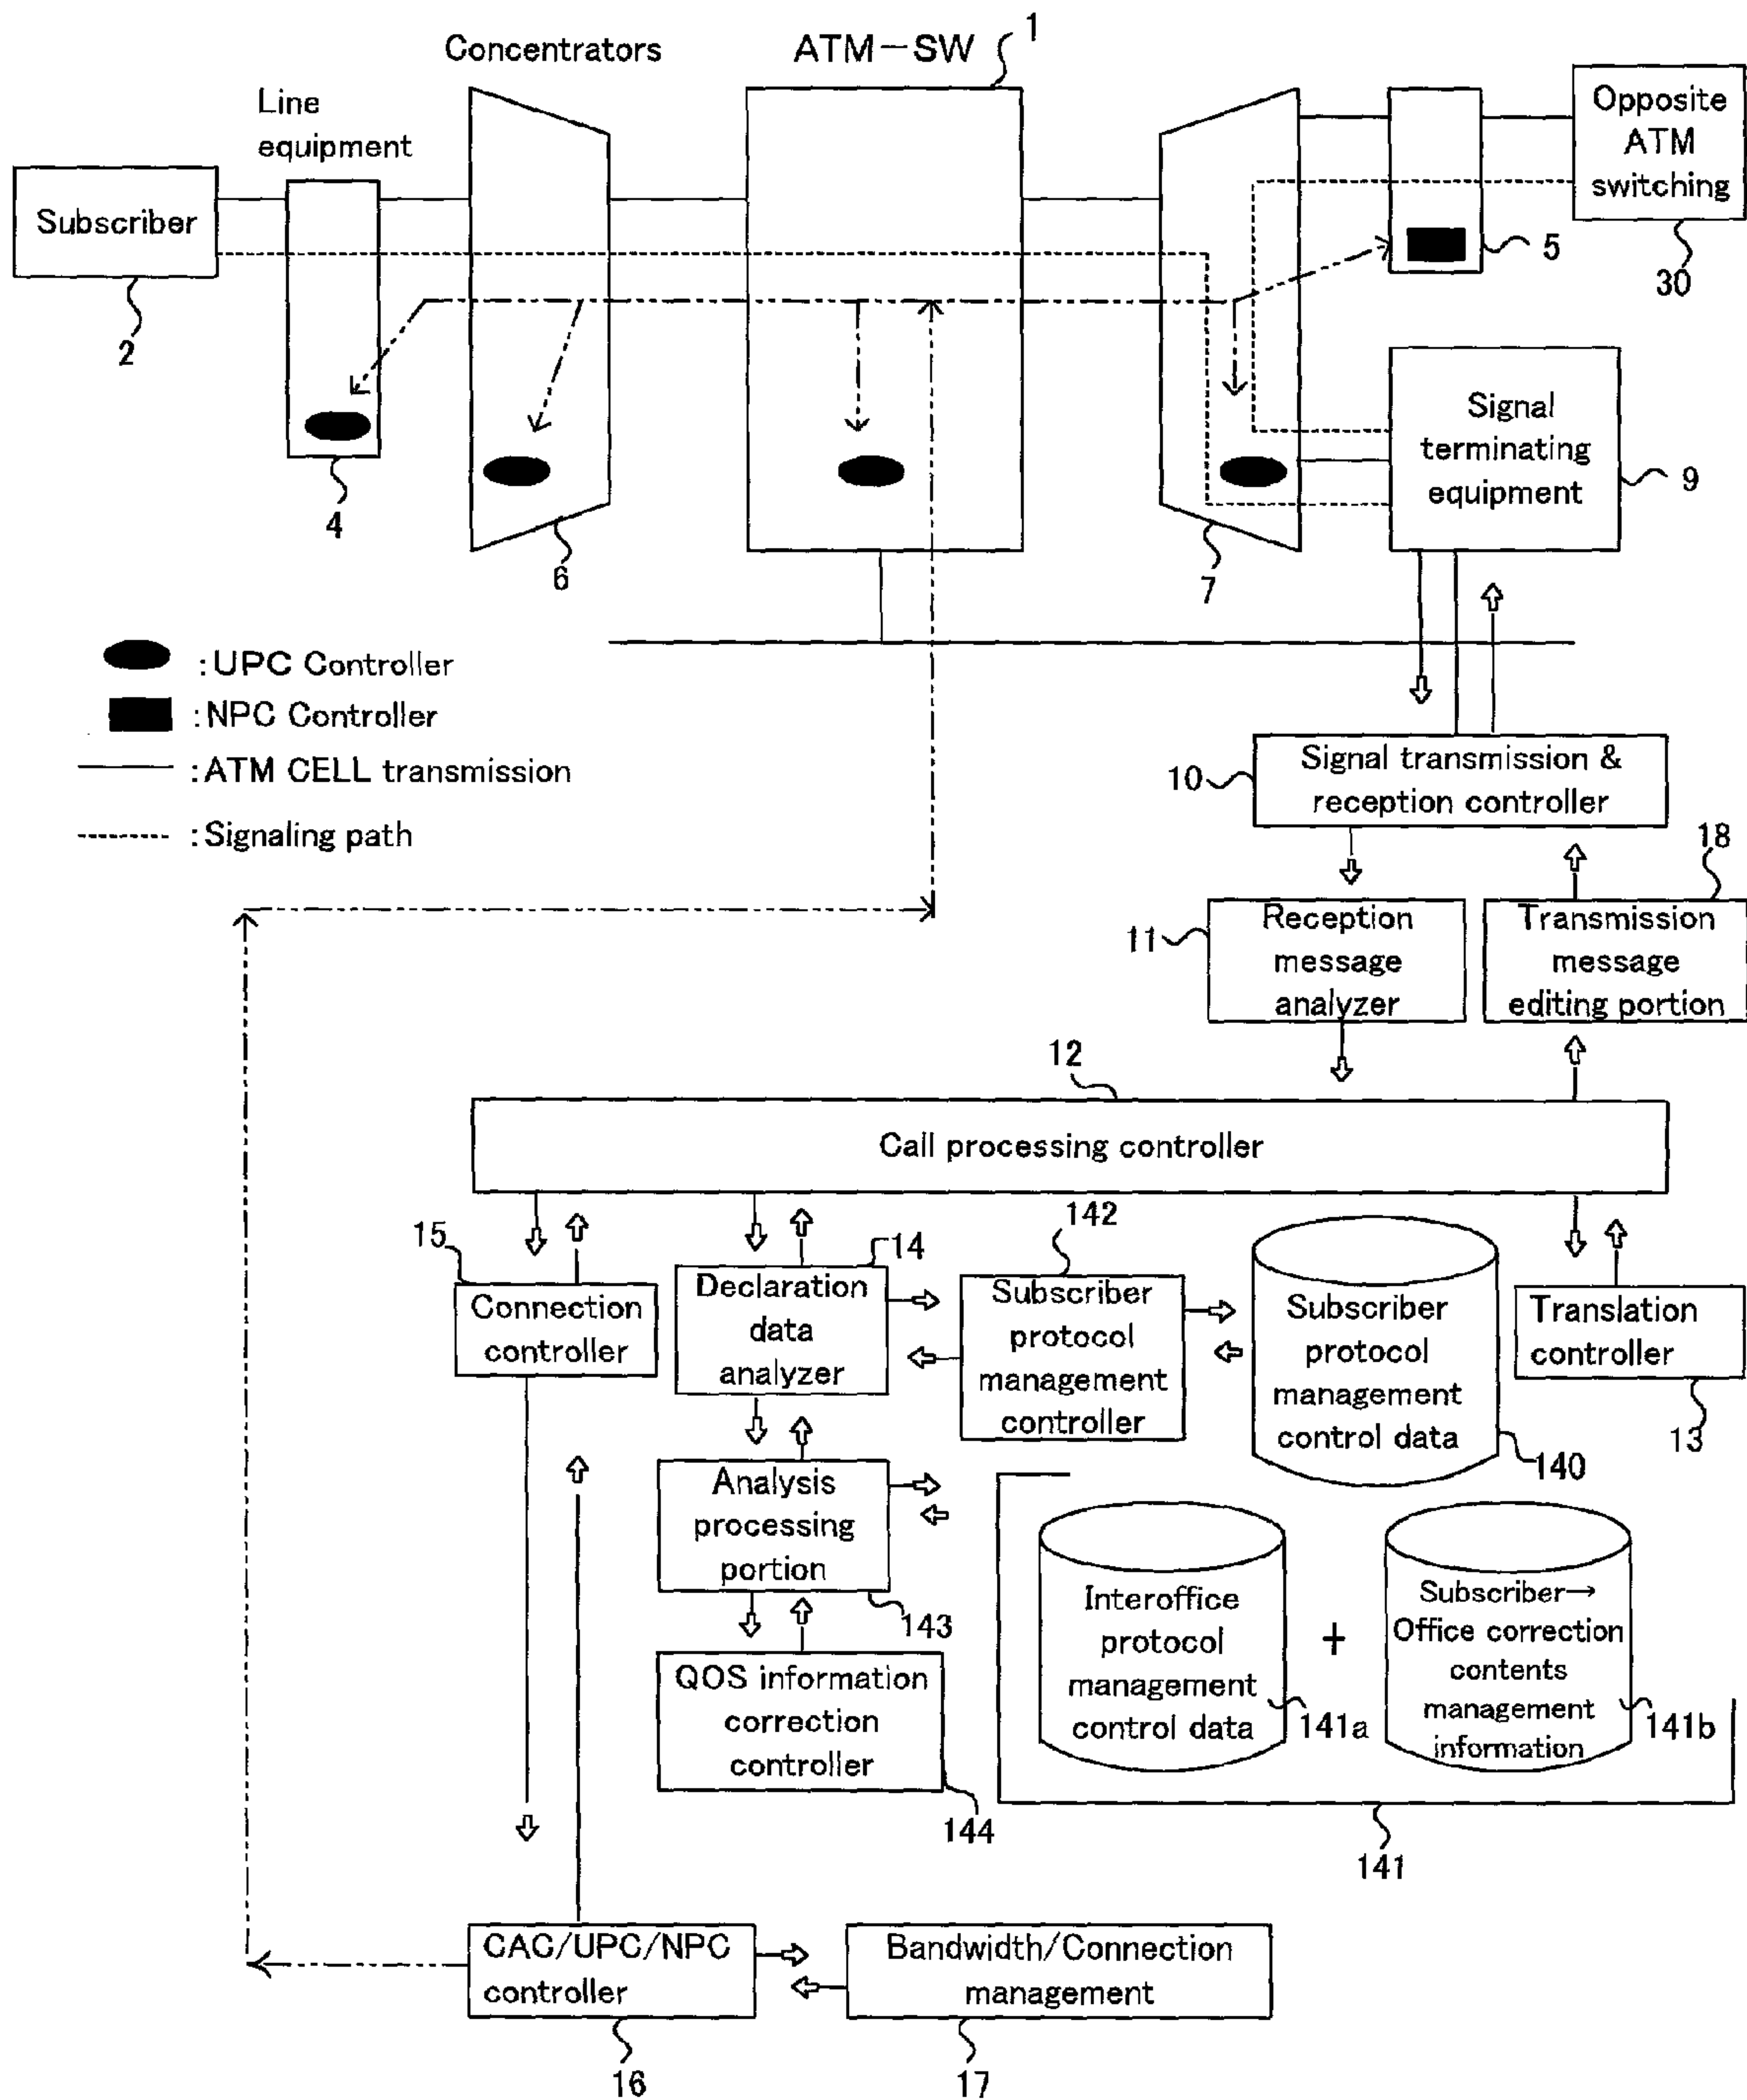 1
Concentrators
ATM-SW
Line
equipment
Opposite
ATM
switching
Subscriber
5
30
2
Signal
terminating
equipment
9
4
6
7
:UPC Controller
:NPC Controller
:ATM CELL transmission
:Signaling path
10
Signal transmission &
reception controller
18
11
Reception
message
analyzer
Transmission
message
editing portion
12
Call processing controller
15
Connection
controller
14
Declaration
data
analyzer
142
Subscriber
protocol
management
controller
Subscriber
protocol
management
control data
140
Translation
controller
13
Analysis
processing
portion
143
QOS information
correction
controller
144
Interoffice
protocol
management
control data
141a
+
Subscriber→
Office correction
contents
management
information
141b
141
CAC/UPC/NPC
controller
16
Bandwidth/Connection
management
17